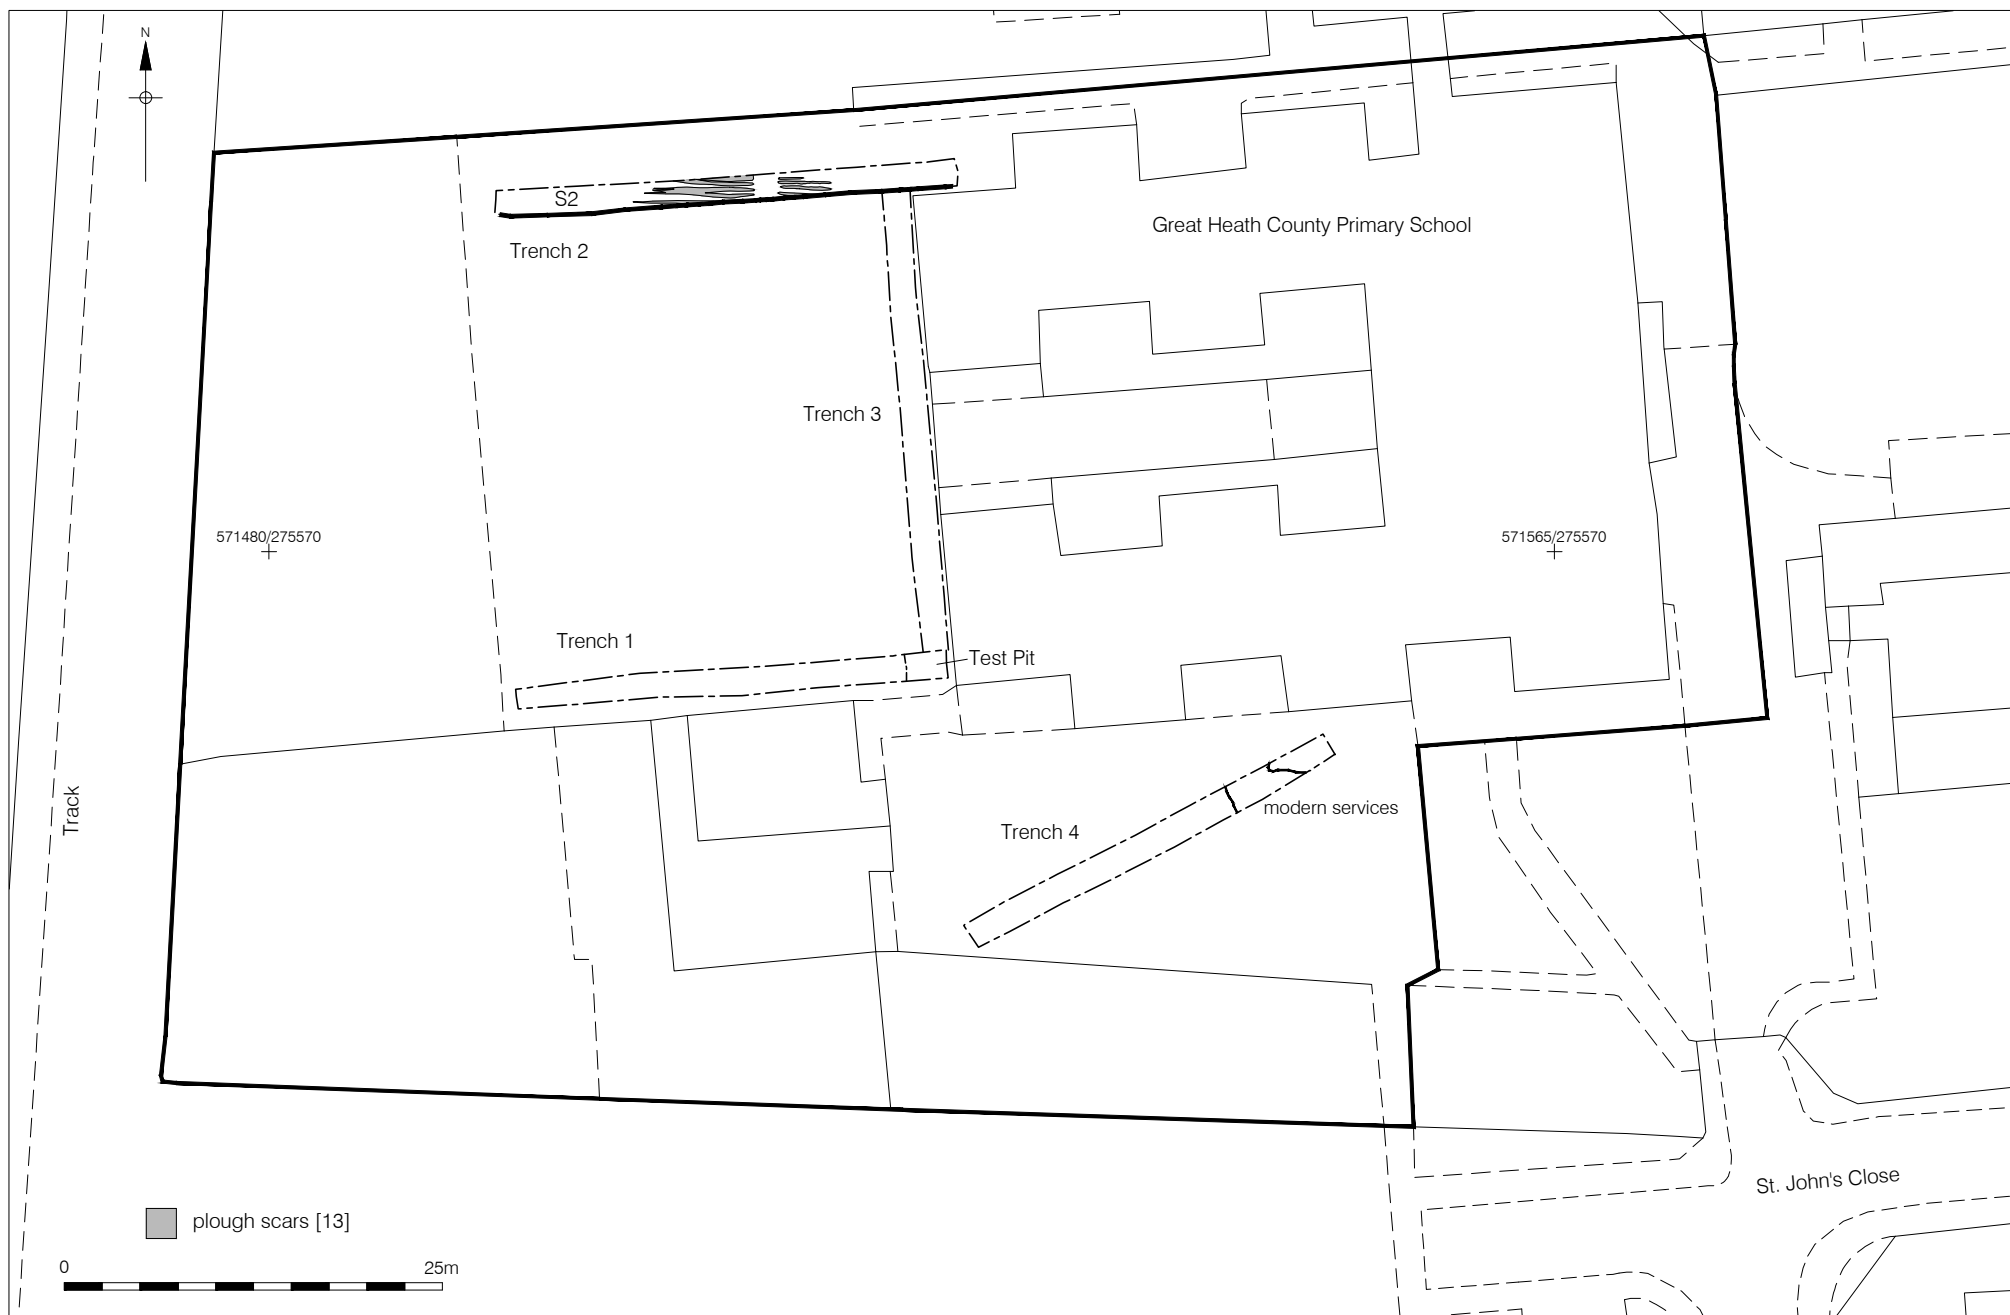 N
S2
Trench 2
Great Heath County Primary School
Trench 3
571480/275570
571565/275570
Trench 1
Test Pit
Track
Trench 4
modern services
St. John's Close
plough scars [13]
0
25m